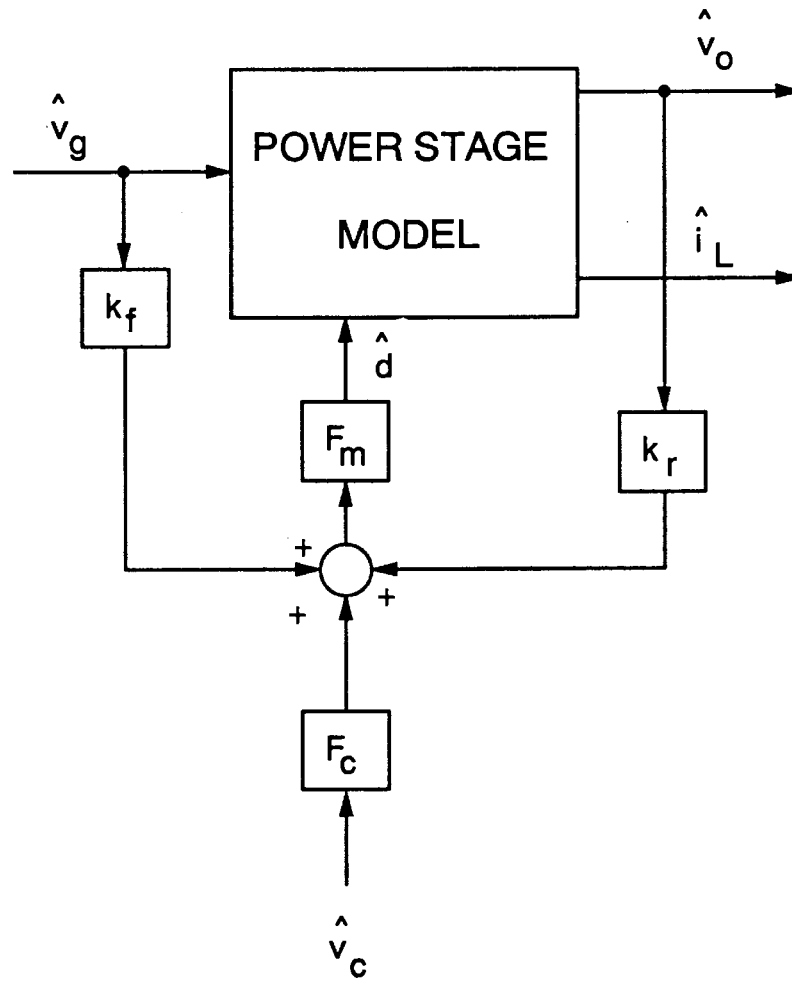 v̂o
v̂g
POWER STAGE
MODEL
îL
kf
d̂
Fm
kr
+
+
+
Fc
v̂c